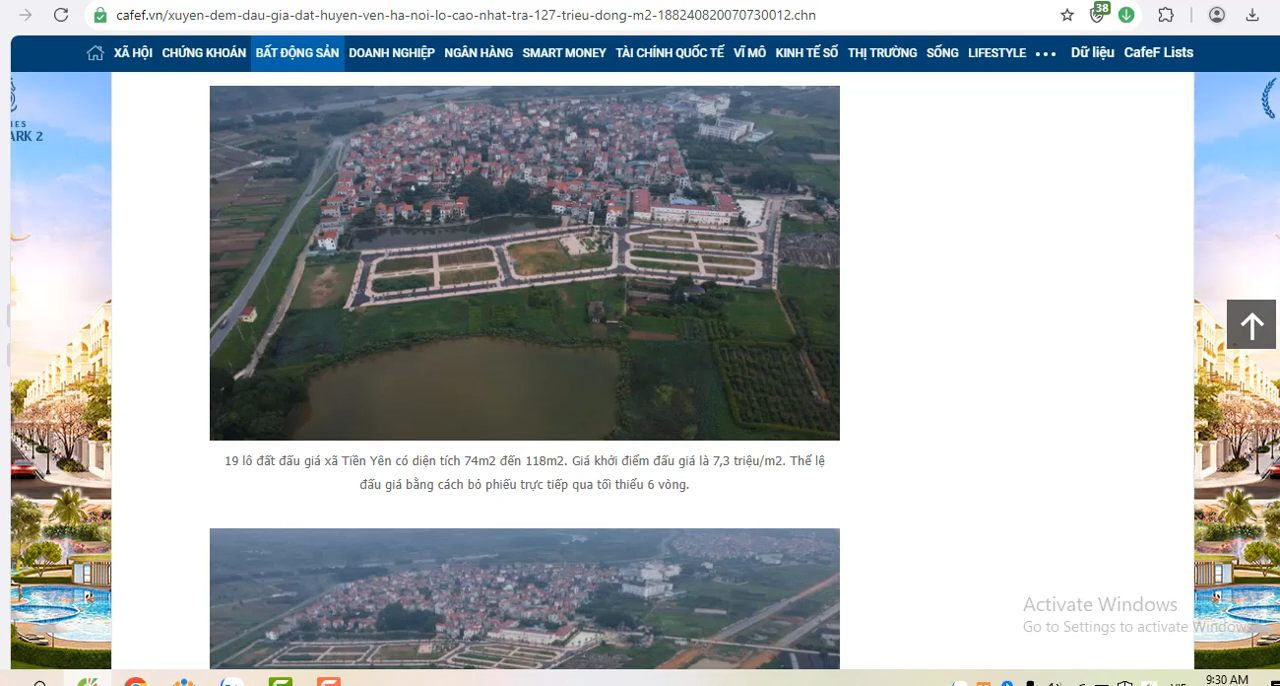 cafef.vn/xuyen-dem-dau-gia-dat-huyen-ven-ha-noi-lo-cao-nhat-tra-127-trieu-dong-m2-188240820070730012.chn
38
XÃ HỘI CHỨNG KHOÁN BẤT ĐỘNG SẢN DOANH NGHIỆP NGÂN HÀNG SMART MONEY TÀI CHÍNH QUỐC TẾ VĨ MÔ KINH TẾ SỐ THỊ TRƯỜNG SỐNG LIFESTYLE ••• Dữ liệu CafeF Lists
IES
ARK 2
19 lô đất đấu giá xã Tiền Yên có diện tích 74m2 đến 118m2. Giá khởi điểm đấu giá là 7,3 triệu/m2. Thể lệ
đấu giá bằng cách bỏ phiếu trực tiếp qua tối thiểu 6 vòng.
Activate Windows
Go to Settings to activate Windows.
9:30 AM